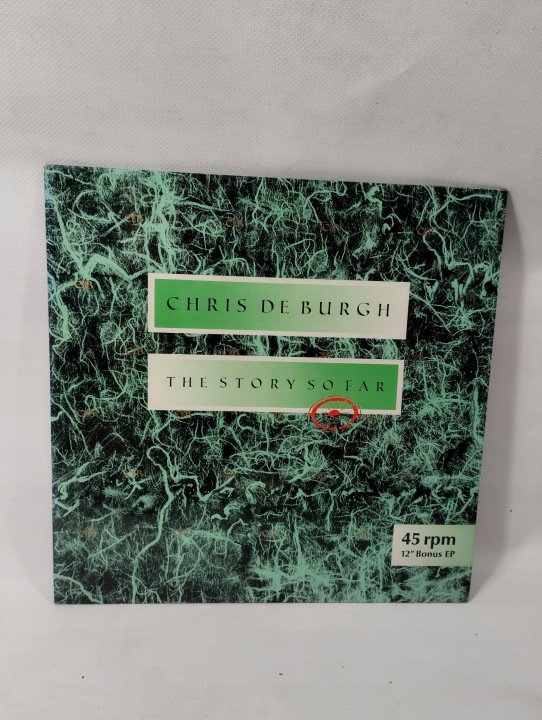 CHRIS DE BURGH
THE STORY SO FAR
45 rpm
12" Bonus EP